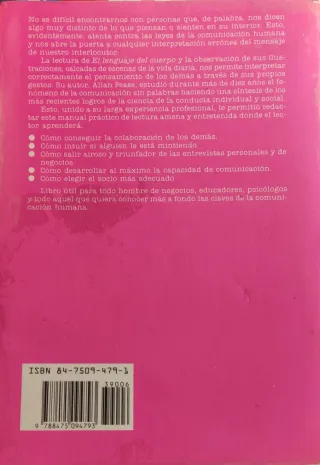 No es difícil encontrarnos con personas que, de palabra, nos dicen
algo muy distinto de lo que piensan o sienten en su interior. Esto,
evidentemente, atenta contra las leyes de la comunicación humana
y nos abre la puerta a cualquier interpretación errónea del mensaje
de nuestro interlocutor.
La lectura de El lenguaje del cuerpo y la observación de sus ilus-
traciones, calcadas de escenas de la vida diaria, nos permite interpretar
correctamente el pensamiento de los demás a través de sus propios
gestos. Su autor, Allan Pease, estudió durante más de diez años el fe-
nómeno de la comunicación sin palabras haciendo una síntesis de los
más recientes logros de la ciencia de la conducta individual y social.
Esto, unido a su larga experiencia profesional, le permitió redac-
tar este manual práctico de lectura amena y entretenida donde el lec-
tor aprenderá.
● Cómo conseguir la colaboración de los demás.
● Cómo intuir si alguien le está mintiendo
● Cómo salir airoso y triunfador de las entrevistas personales y de
negocios.
● Cómo desarrollar al máximo la capacidad de comunicación.
● Cómo elegir el socio más adecuado
Libro útil para todo hombre de negocios, educadores, psicólogos
y todo aquel que quiera conocer más a fondo las claves de la comuni-
cación humana.
ISBN 84-7509-479-1
39006
9 788475 094793